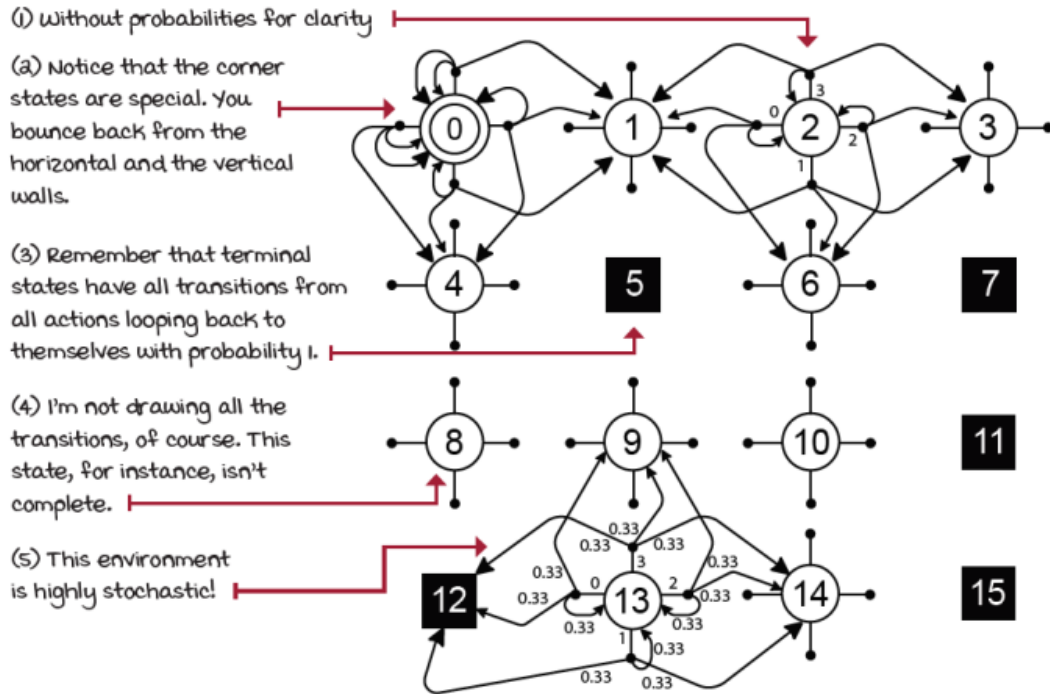 (1) Without probabilities for clarity
(2) Notice that the corner
states are special. You
bounce back from the
horizontal and the vertical
walls.
(3) Remember that terminal
states have all transitions from
all actions looping back to
themselves with probability 1.
(4) I'm not drawing all the
transitions, of course. This
state, for instance, isn't
complete.
(5) This environment
is highly stochastic!
3
0 1 0 2 2 3
1
4 5 6 7
8 9 10 11
0.33
0.33 0.33
3
0.33 0.33
0.33 0 2 0.33
12 13 14 15
0.33 0.33
1
0.33
0.33 0.33